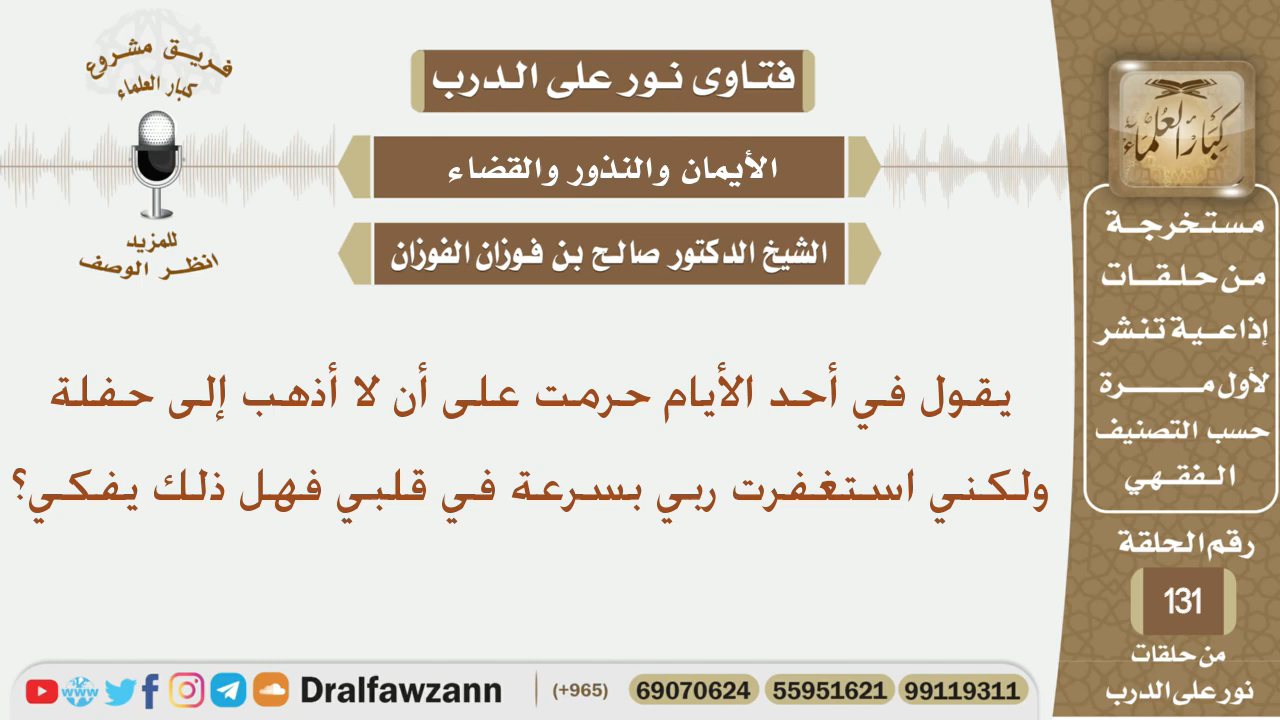 فتاوى نور على الدرب
الأيمان والنذور والقضاء
الشيخ الدكتور صالح بن فوزان الفوزان
يقول في أحد الأيام حرمت على أن لا أذهب إلى حفلة
ولكني استغفرت ربي بسرعة في قلبي فهل ذلك يفكي؟
فريق مشروع
كبار العلماء
للمزيد
انظر الوصف
كبار العلماء
مستخرجة
من حلقات
إذاعية تنشر
لأول مرة
حسب التصنيف
الفقهي
رقم الحلقة
131
من حلقات
نور على الدرب
www
Dralfawzann
(+965) 69070624 55951621 99119311